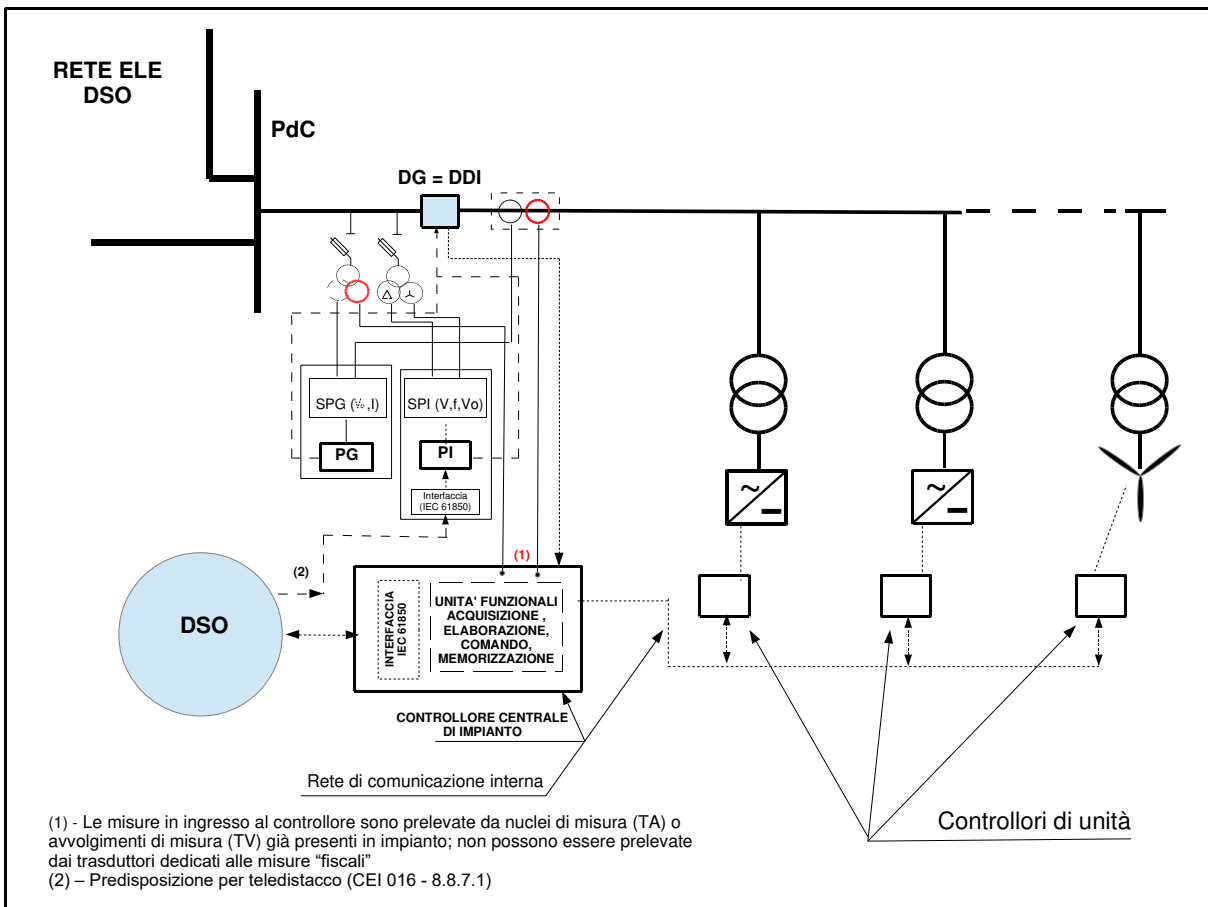 RETE ELE
DSO
PdC
DG = DDI
SPG (V₀,I)
SPI (V,f,Vo)
PG
PI
Interfaccia
(IEC 61850)
(2)
(1)
DSO
INTERFACCIA
IEC 61850
UNITA' FUNZIONALI
ACQUISIZIONE ,
ELABORAZIONE,
COMANDO,
MEMORIZZAZIONE
CONTROLLORE CENTRALE
DI IMPIANTO
Rete di comunicazione interna
Controllori di unità
(1) - Le misure in ingresso al controllore sono prelevate da nuclei di misura (TA) o
avvolgimenti di misura (TV) già presenti in impianto; non possono essere prelevate
dai trasduttori dedicati alle misure “fiscali”
(2) – Predisposizione per teledistacco (CEI 016 - 8.8.7.1)